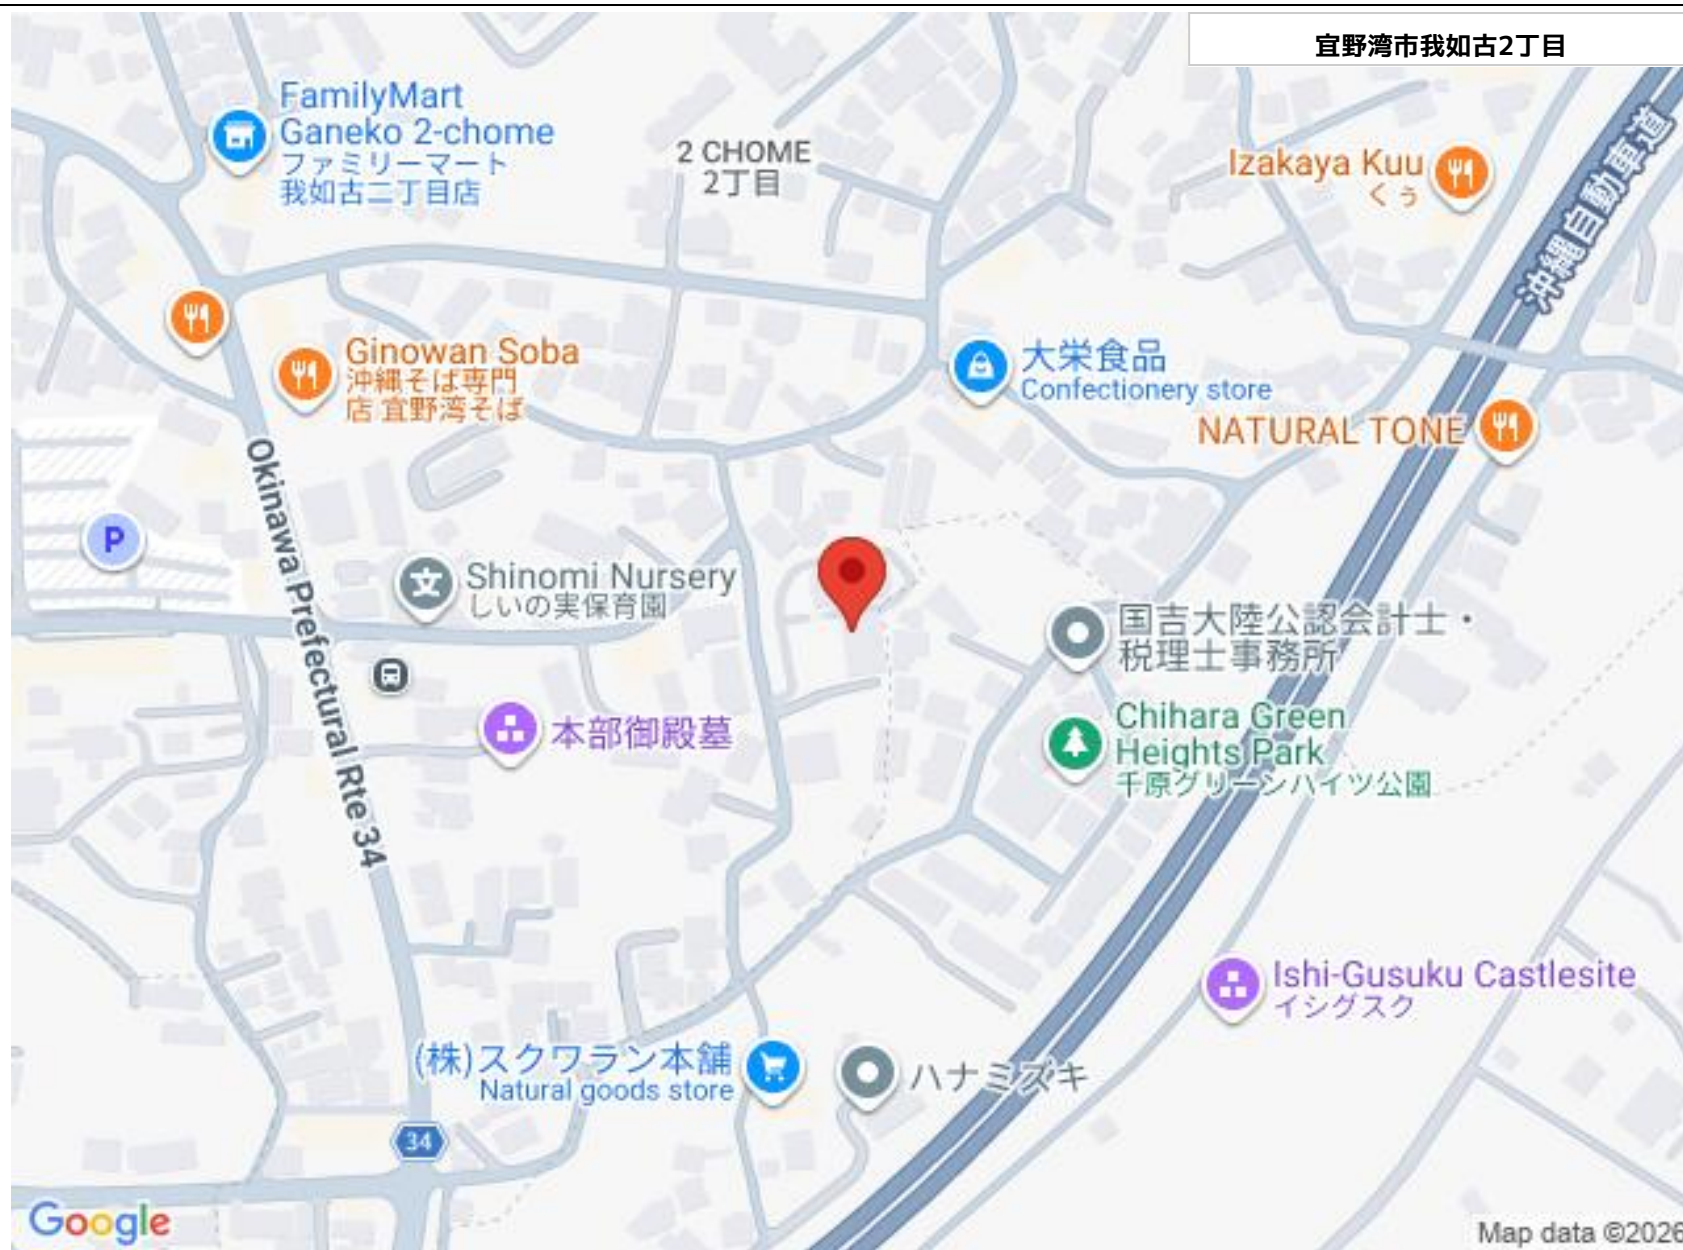 宜野湾市我如古2丁目
FamilyMart
Ganeko 2-chome
ファミリーマート
我如古二丁目店
2 CHOME
2丁目
Izakaya Kuu
くぅ
沖縄自動車道
Ginowan Soba
沖縄そば専門
店 宜野湾そば
大栄食品
Confectionery store
NATURAL TONE
Okinawa Prefectural Rte 34
P
Shinomi Nursery
しいの実保育園
国吉大陸公認会計士・
税理士事務所
本部御殿墓
Chihara Green
Heights Park
千原グリーンハイツ公園
Ishi-Gusuku Castlesite
イシグスク
(株)スクワラン本舗
Natural goods store
ハナミズキ
34
Google
Map data ©2026